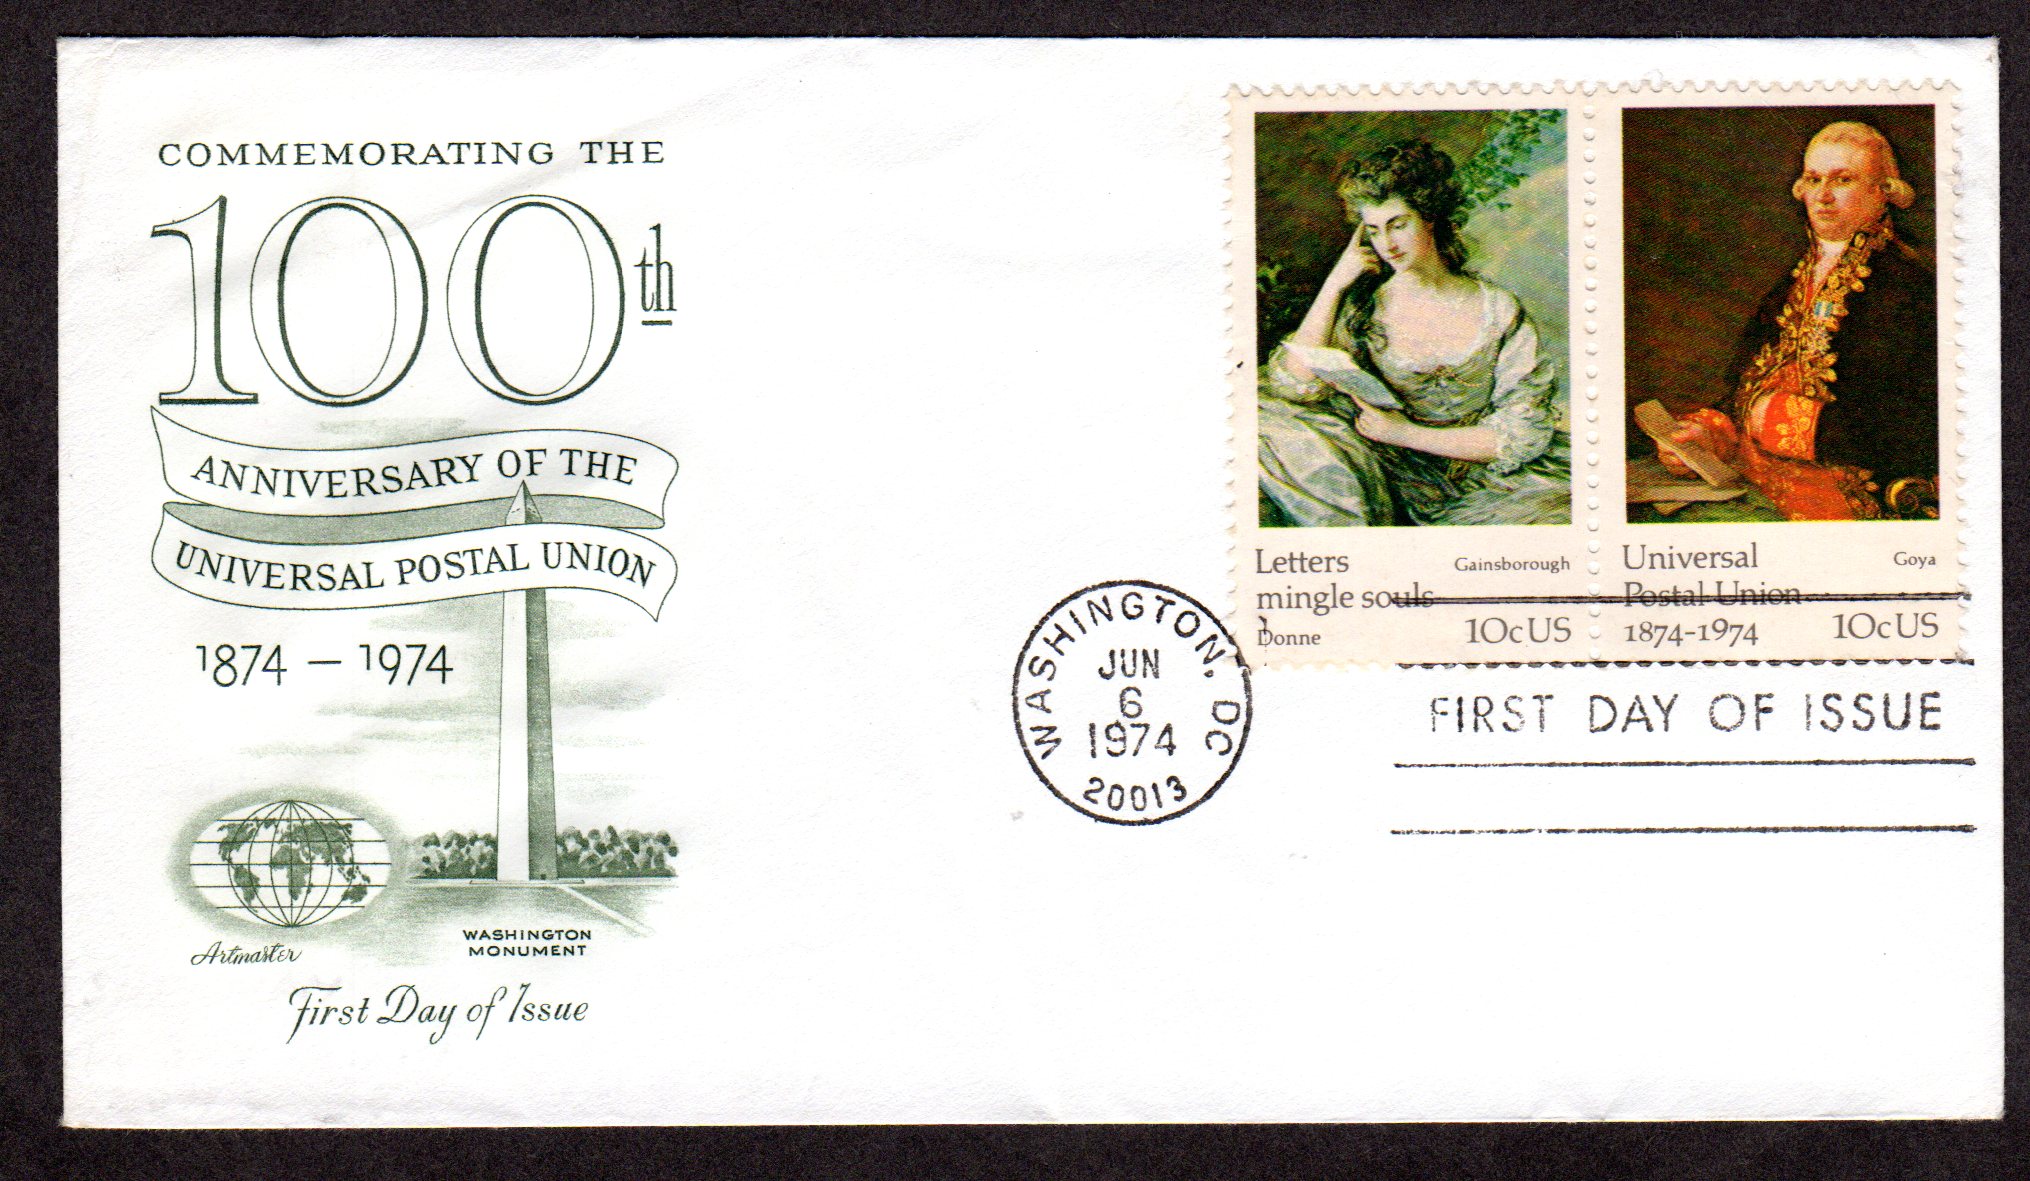 COMMEMORATING THE
100th
ANNIVERSARY OF THE
UNIVERSAL POSTAL UNION
1874 – 1974
Artmaster
WASHINGTON
MONUMENT
First Day of Issue
Letters
mingle souls
Donne
Gainsborough
10cUS
Universal
Postal Union
1874-1974
Goya
10cUS
WASHINGTON, DC
JUN
6
1974
20013
FIRST DAY OF ISSUE